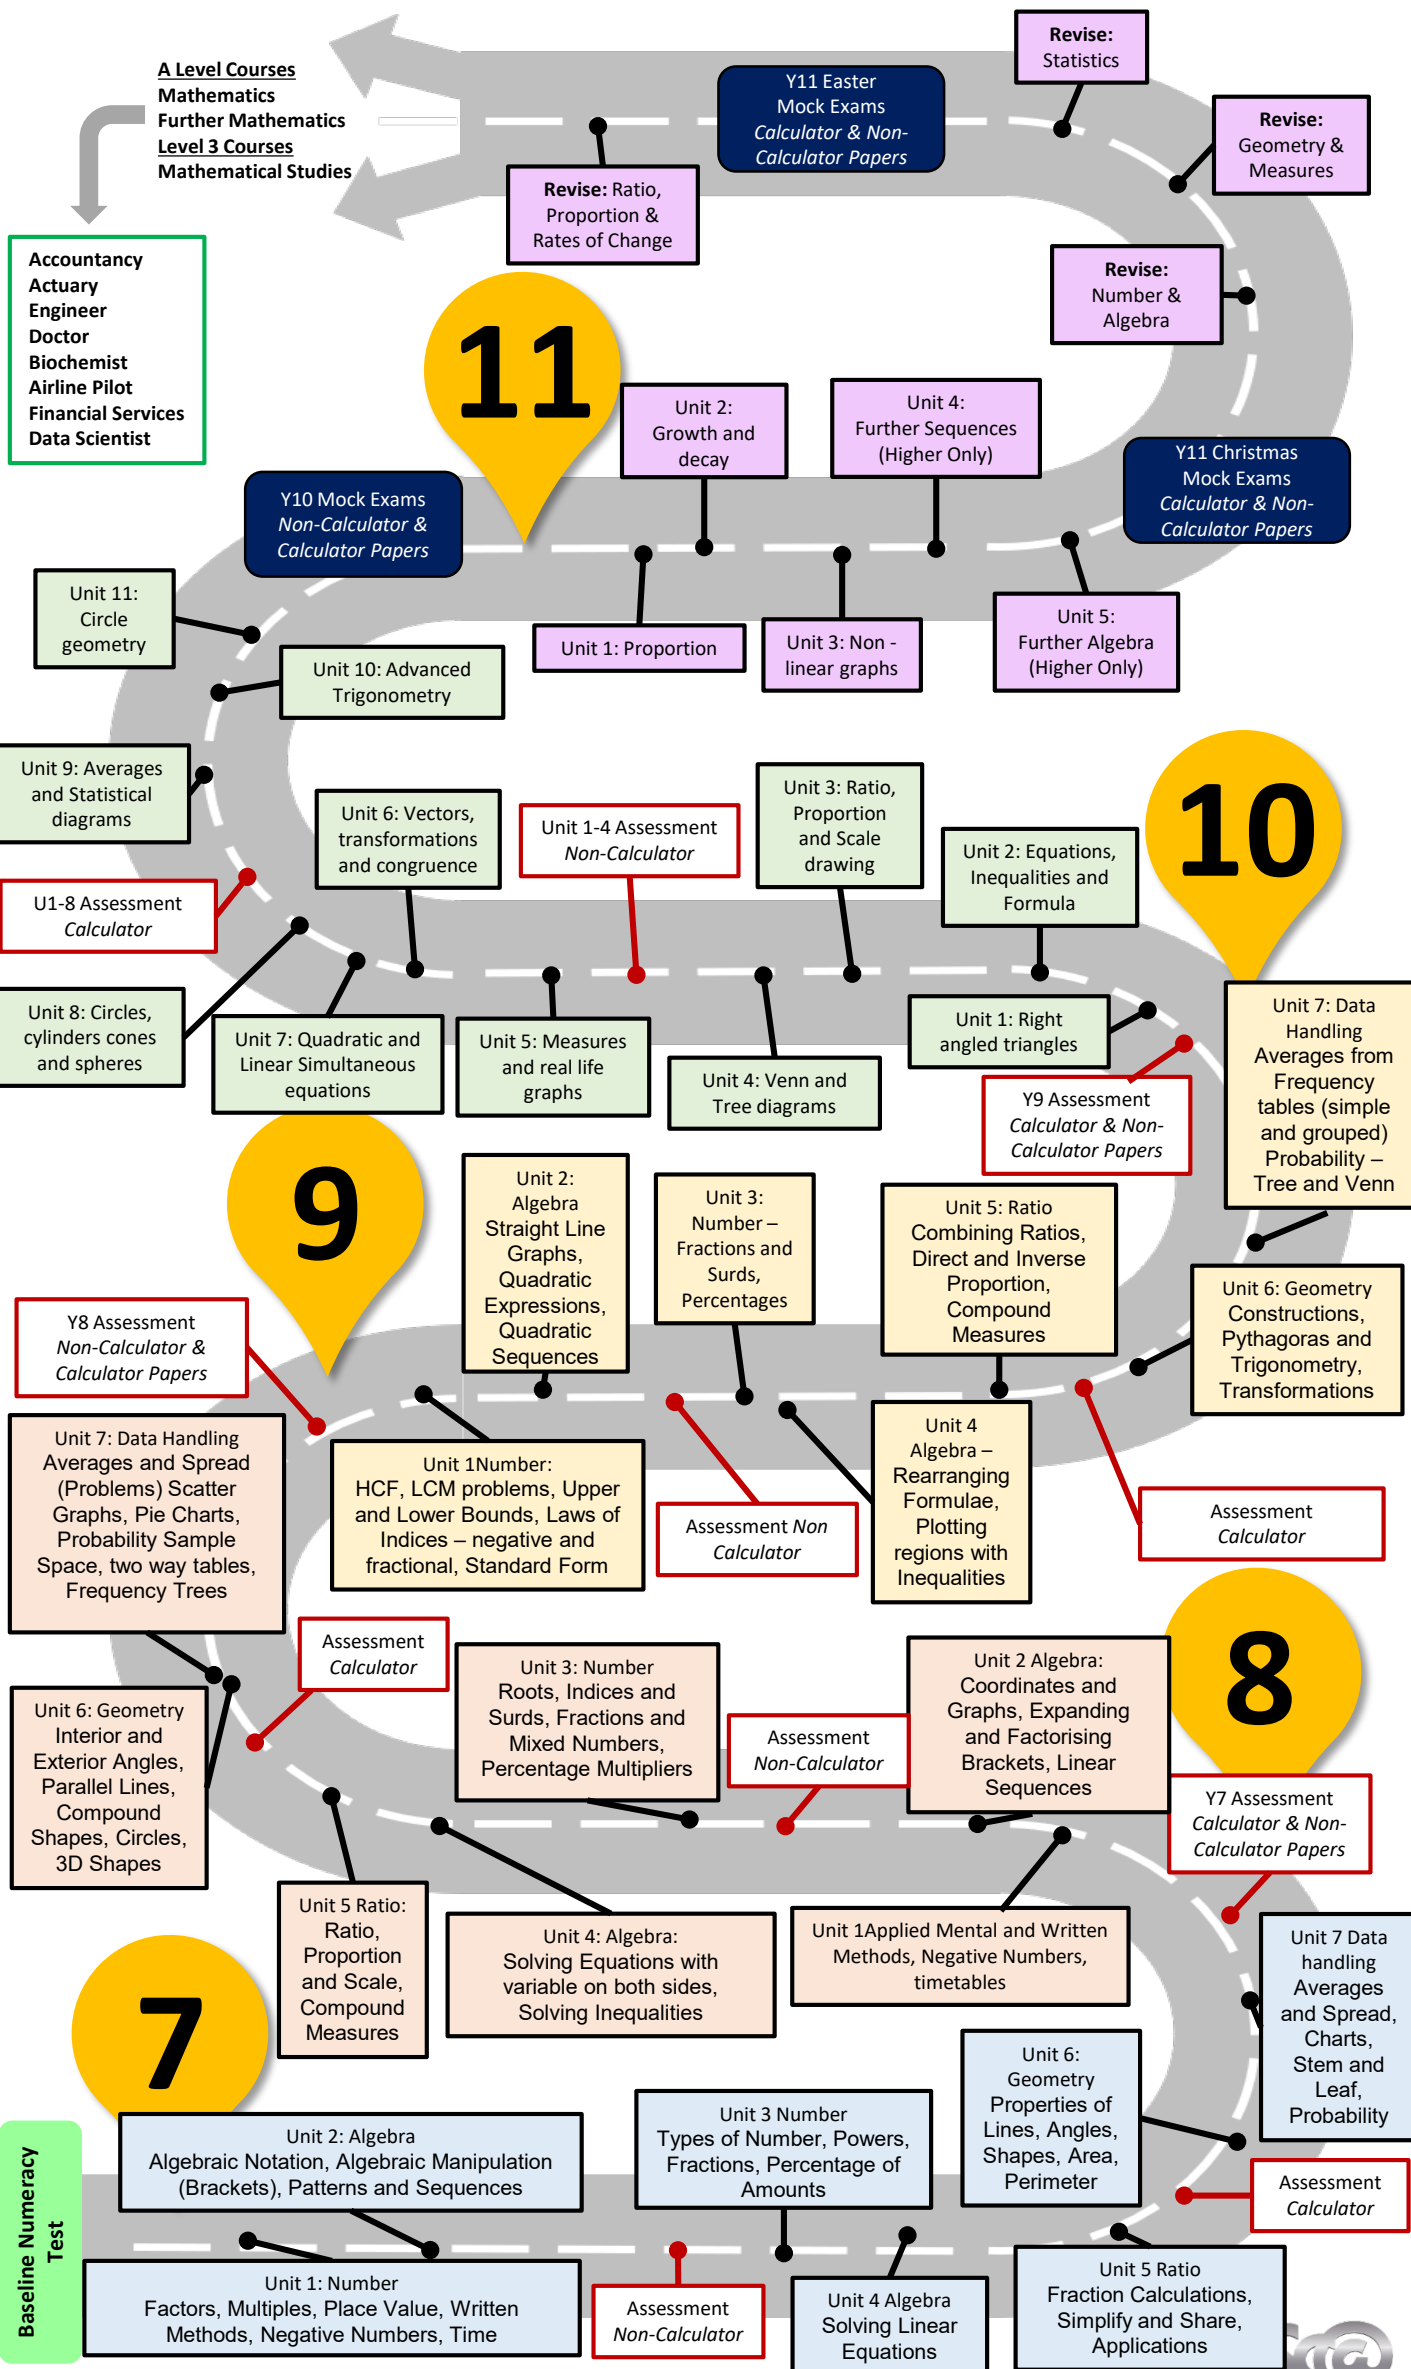 A Level Courses
Mathematics
Further Mathematics
Level 3 Courses
Mathematical Studies
Accountancy
Actuary
Engineer
Doctor
Biochemist
Airline Pilot
Financial Services
Data Scientist
Revise: Ratio,
Proportion &
Rates of Change
Y11 Easter
Mock Exams
Calculator & Non-
Calculator Papers
Revise:
Statistics
Revise:
Geometry &
Measures
Revise:
Number &
Algebra
11
Unit 2:
Growth and
decay
Unit 4:
Further Sequences
(Higher Only)
Y11 Christmas
Mock Exams
Calculator & Non-
Calculator Papers
Y10 Mock Exams
Non-Calculator &
Calculator Papers
Unit 1: Proportion
Unit 3: Non -
linear graphs
Unit 5:
Further Algebra
(Higher Only)
Unit 11:
Circle
geometry
Unit 10: Advanced
Trigonometry
Unit 9: Averages
and Statistical
diagrams
U1-8 Assessment
Calculator
Unit 6: Vectors,
transformations
and congruence
Unit 1-4 Assessment
Non-Calculator
Unit 3: Ratio,
Proportion
and Scale
drawing
Unit 2: Equations,
Inequalities and
Formula
10
Unit 8: Circles,
cylinders cones
and spheres
Unit 7: Quadratic and
Linear Simultaneous
equations
Unit 5: Measures
and real life
graphs
Unit 4: Venn and
Tree diagrams
Unit 1: Right
angled triangles
Y9 Assessment
Calculator & Non-
Calculator Papers
Unit 7: Data
Handling
Averages from
Frequency
tables (simple
and grouped)
Probability –
Tree and Venn
9
Unit 2:
Algebra
Straight Line
Graphs,
Quadratic
Expressions,
Quadratic
Sequences
Unit 3:
Number –
Fractions and
Surds,
Percentages
Unit 5: Ratio
Combining Ratios,
Direct and Inverse
Proportion,
Compound
Measures
Unit 6: Geometry
Constructions,
Pythagoras and
Trigonometry,
Transformations
Y8 Assessment
Non-Calculator &
Calculator Papers
Unit 1Number:
HCF, LCM problems, Upper
and Lower Bounds, Laws of
Indices – negative and
fractional, Standard Form
Assessment Non
Calculator
Unit 4
Algebra –
Rearranging
Formulae,
Plotting
regions with
Inequalities
Assessment
Calculator
Unit 7: Data Handling
Averages and Spread
(Problems) Scatter
Graphs, Pie Charts,
Probability Sample
Space, two way tables,
Frequency Trees
Assessment
Calculator
Unit 3: Number
Roots, Indices and
Surds, Fractions and
Mixed Numbers,
Percentage Multipliers
Assessment
Non-Calculator
Unit 2 Algebra:
Coordinates and
Graphs, Expanding
and Factorising
Brackets, Linear
Sequences
8
Unit 6: Geometry
Interior and
Exterior Angles,
Parallel Lines,
Compound
Shapes, Circles,
3D Shapes
Y7 Assessment
Calculator & Non-
Calculator Papers
Unit 5 Ratio:
Ratio,
Proportion
and Scale,
Compound
Measures
Unit 4: Algebra:
Solving Equations with
variable on both sides,
Solving Inequalities
Unit 1Applied Mental and Written
Methods, Negative Numbers,
timetables
Unit 7 Data
handling
Averages
and Spread,
Charts,
Stem and
Leaf,
Probability
7
Unit 2: Algebra
Algebraic Notation, Algebraic Manipulation
(Brackets), Patterns and Sequences
Unit 3 Number
Types of Number, Powers,
Fractions, Percentage of
Amounts
Unit 6:
Geometry
Properties of
Lines, Angles,
Shapes, Area,
Perimeter
Assessment
Calculator
Baseline Numeracy
Test
Unit 1: Number
Factors, Multiples, Place Value, Written
Methods, Negative Numbers, Time
Assessment
Non-Calculator
Unit 4 Algebra
Solving Linear
Equations
Unit 5 Ratio
Fraction Calculations,
Simplify and Share,
Applications